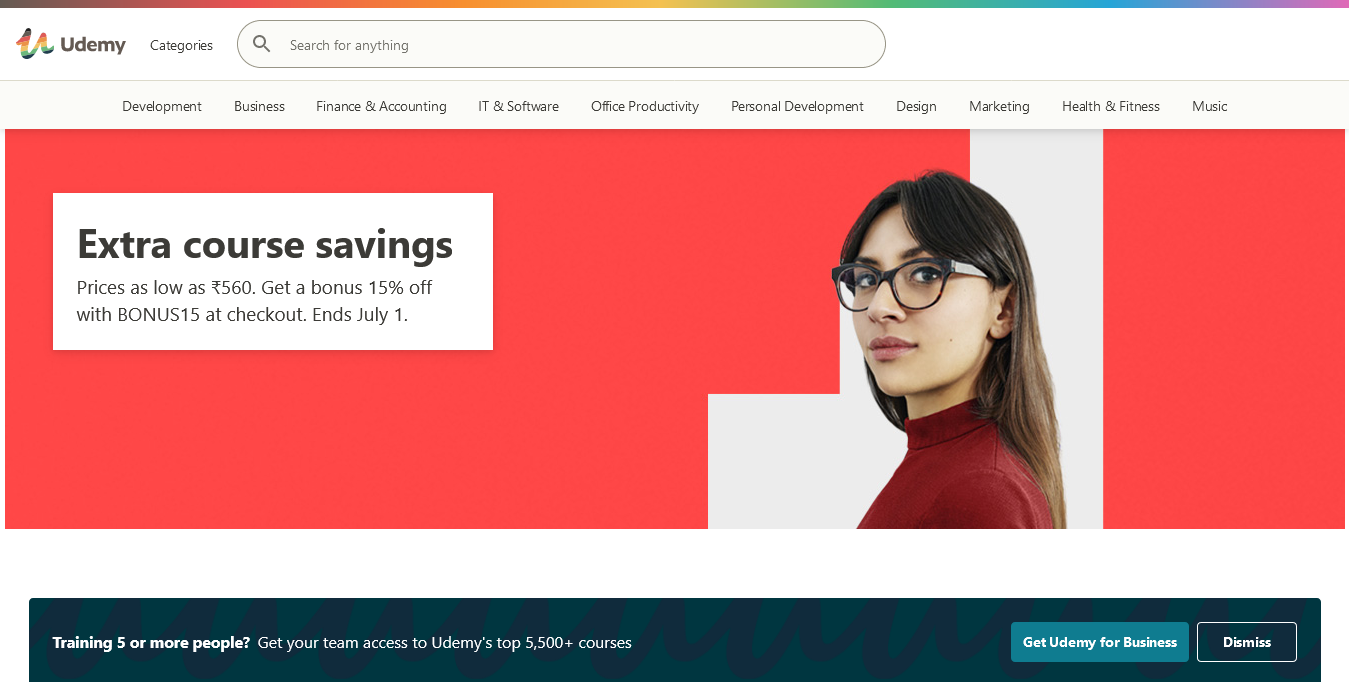 Udemy
Categories
Search for anything
Development Business Finance & Accounting IT & Software Office Productivity Personal Development Design Marketing Health & Fitness Music
Extra course savings
Prices as low as ₹560. Get a bonus 15% off
with BONUS15 at checkout. Ends July 1.
Training 5 or more people? Get your team access to Udemy's top 5,500+ courses
Get Udemy for Business
Dismiss